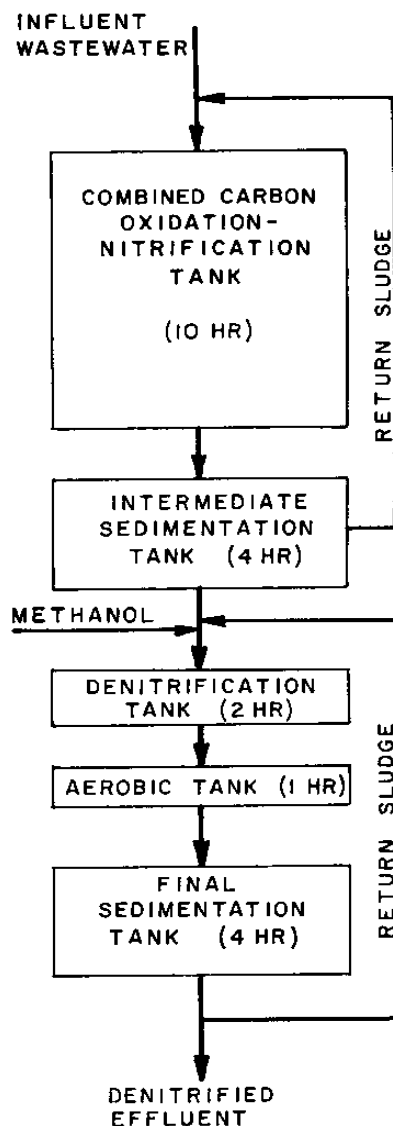 INFLUENT
WASTEWATER
COMBINED CARBON
OXIDATION-
NITRIFICATION
TANK
(10 HR)
RETURN SLUDGE
INTERMEDIATE
SEDIMENTATION
TANK (4 HR)
METHANOL
DENITRIFICATION
TANK (2 HR)
AEROBIC TANK (1 HR)
RETURN SLUDGE
FINAL
SEDIMENTATION
TANK (4 HR)
DENITRIFIED
EFFLUENT